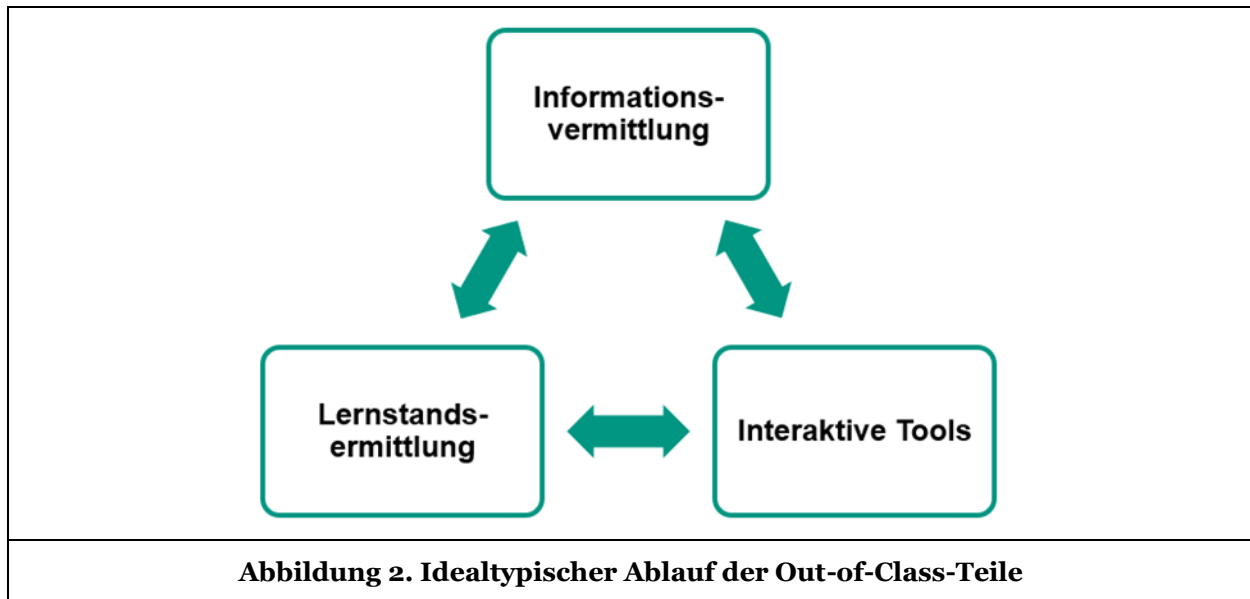 Informations-
vermittlung
Lernstands-
ermittlung
Interaktive Tools
Abbildung 2. Idealtypischer Ablauf der Out-of-Class-Teile